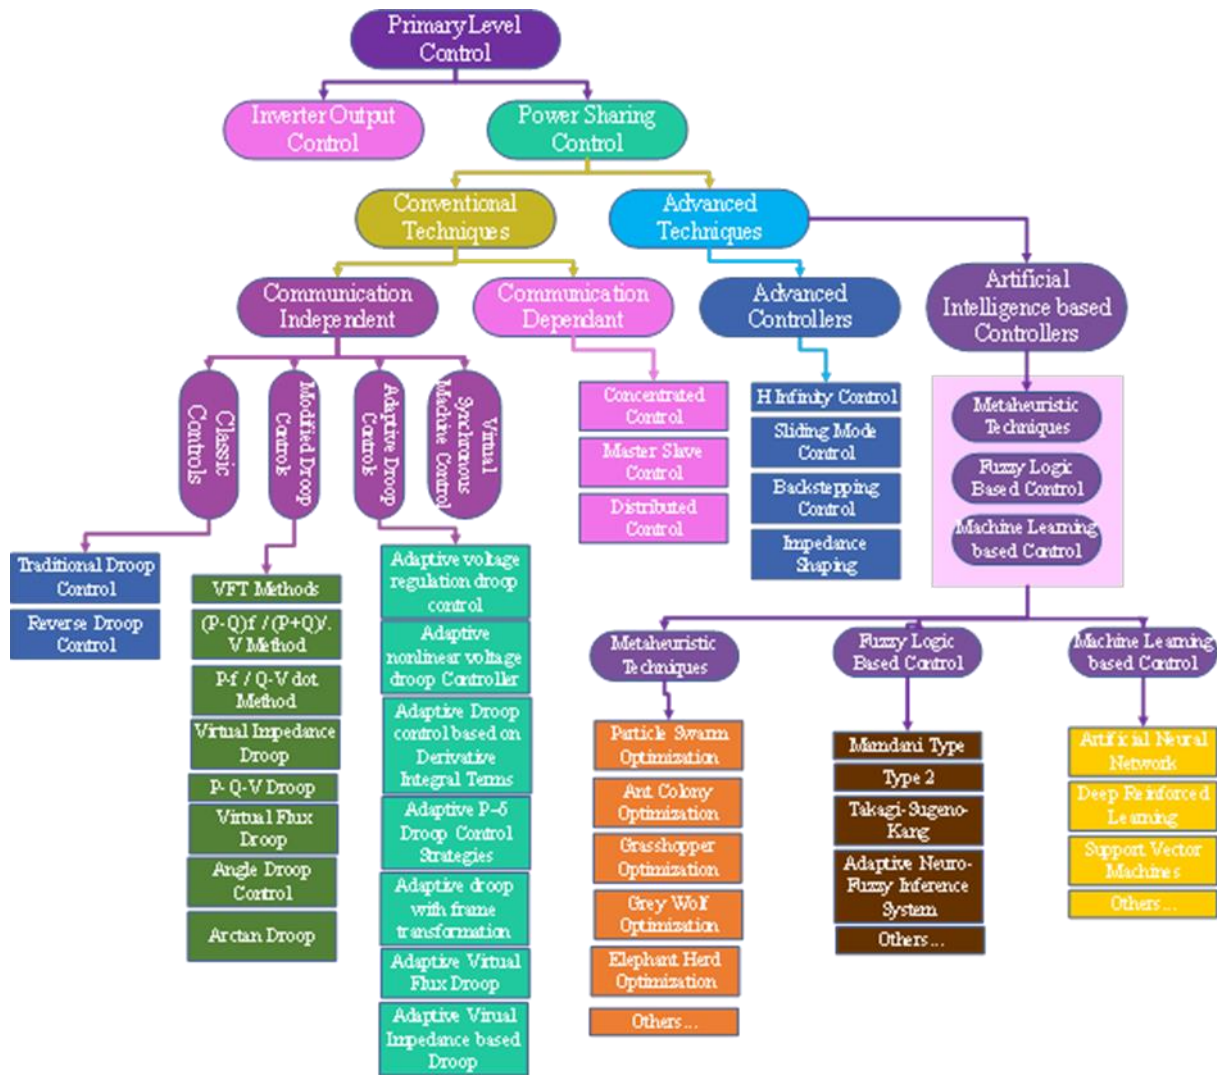 Primary Level
Control
Inverter Output
Control
Power Sharing
Control
Conventional
Techniques
Advanced
Techniques
Communication
Independent
Communication
Dependant
Advanced
Controllers
Artificial
Intelligence based
Controllers
Classic
Controls
Modified Droop
Controls
Adaptive Droop
Controls
Virtual
Synchronous
Machine Control
Concentrated
Control
Master Slave
Control
Distributed
Control
H Infinity Control
Sliding Mode
Control
Backstepping
Control
Impedance
Shaping
Metaheuristic
Techniques
Fuzzy Logic
Based Control
Machine Learning
based Control
Traditional Droop
Control
Reverse Droop
Control
VFT Methods
(P-Q)f / (P+Q)/.
V Method
P-f / Q-V dot
Method
Virtual Impedance
Droop
P- Q-V Droop
Virtual Flux
Droop
Angle Droop
Control
Arctan Droop
Adaptive voltage
regulation droop
control
Adaptive
nonlinear voltage
droop Controller
Adaptive Droop
control based on
Derivative
Integral Terms
Adaptive P-δ
Droop Control
Strategies
Adaptive droop
with frame
transformation
Adaptive Virtual
Flux Droop
Adaptive Virual
Impedance based
Droop
Metaheuristic
Techniques
Fuzzy Logic
Based Control
Machine Learning
based Control
Particle Swarm
Optimization
Ant Colony
Optimization
Grasshopper
Optimization
Grey Wolf
Optimization
Elephant Herd
Optimization
Others...
Mamdani Type
Type 2
Takagi-Sugeno-
Kang
Adaptive Neuro-
Fuzzy Inference
System
Others...
Artificial Neural
Network
Deep Reinforced
Learning
Support Vector
Machines
Others...